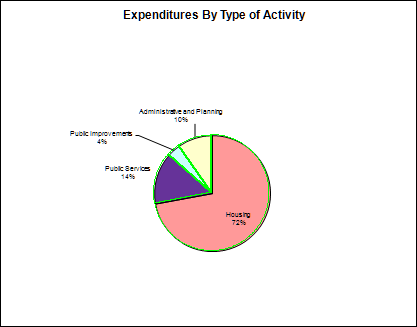 Expenditures By Type of Activity
Administrative and Planning
10%
Public Improvements
4%
Public Services
14%
Housing
72%